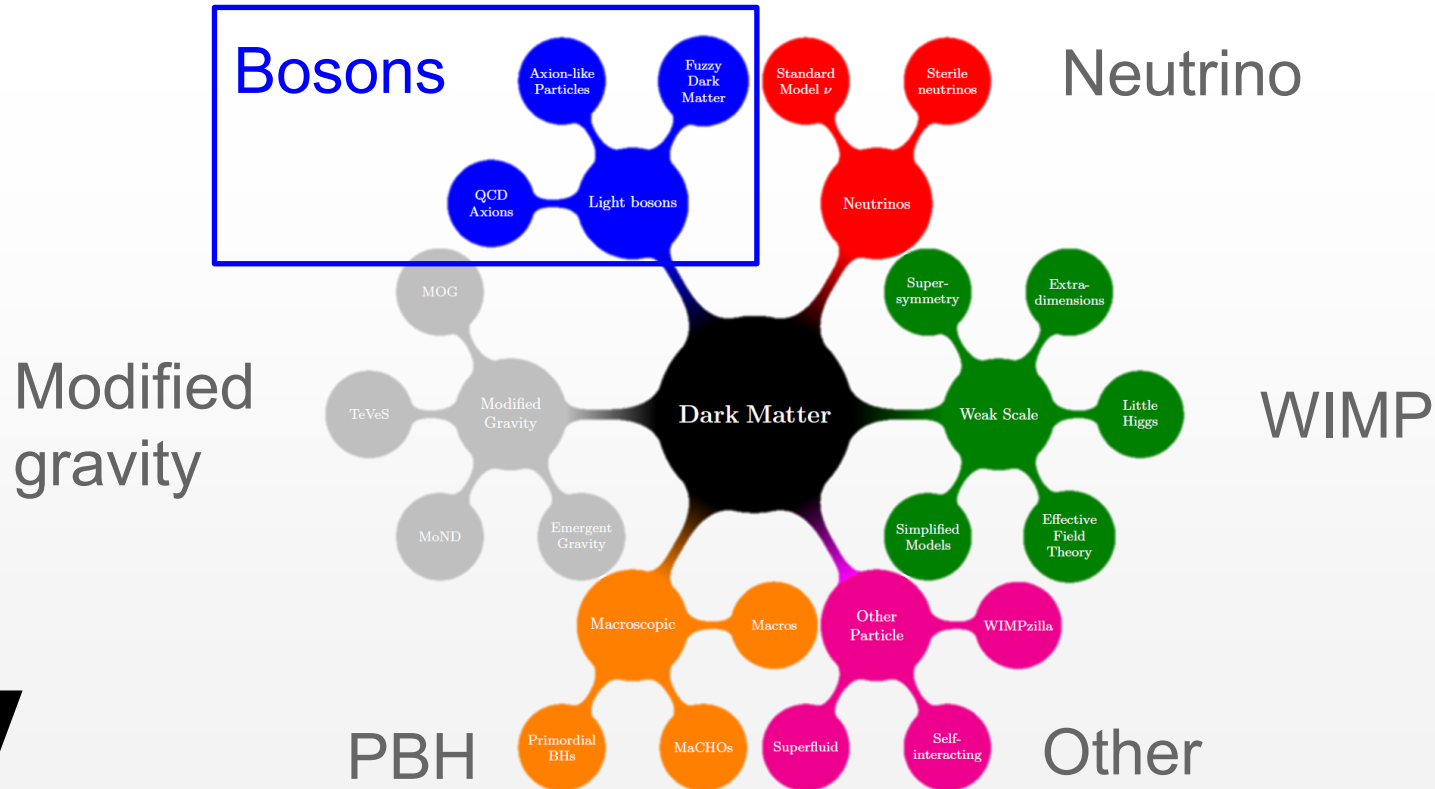 Bosons
Axion-like
Particles
Fuzzy
Dark
Matter
QCD
Axions
Light bosons
Standard
Model ν
Sterile
neutrinos
Neutrinos
Neutrino
MOG
TeVeS
Modified
Gravity
MoND
Emergent
Gravity
Modified
gravity
Dark Matter
Super-
symmetry
Extra-
dimensions
Weak Scale
Little
Higgs
Simplified
Models
Effective
Field
Theory
WIMP
Macroscopic
Macros
Primordial
BHs
MaCHOs
PBH
Other
Particle
WIMPzilla
Superfluid
Self-
interacting
Other